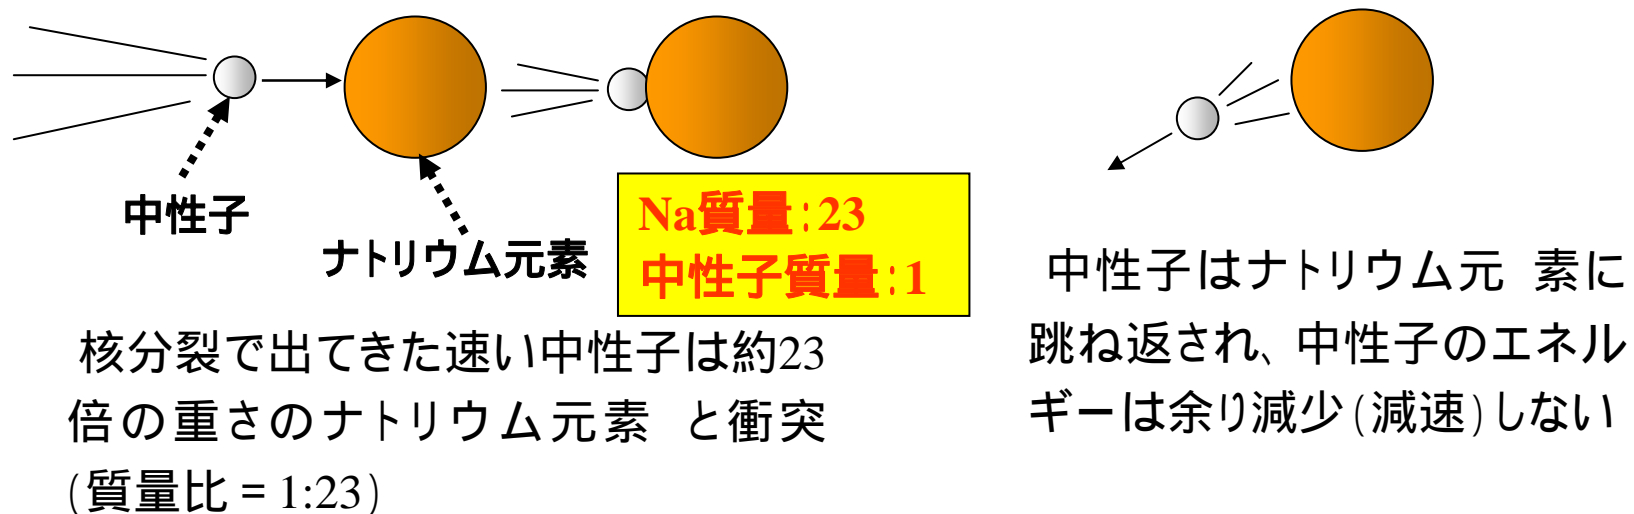 中性子
ナトリウム元素
Na質量:23
中性子質量:1
核分裂で出てきた速い中性子は約23
倍の重さのナトリウム元素 と衝突
(質量比 = 1:23)
中性子はナトリウム元 素に
跳ね返され、中性子のエネル
ギーは余り減少(減速)しない